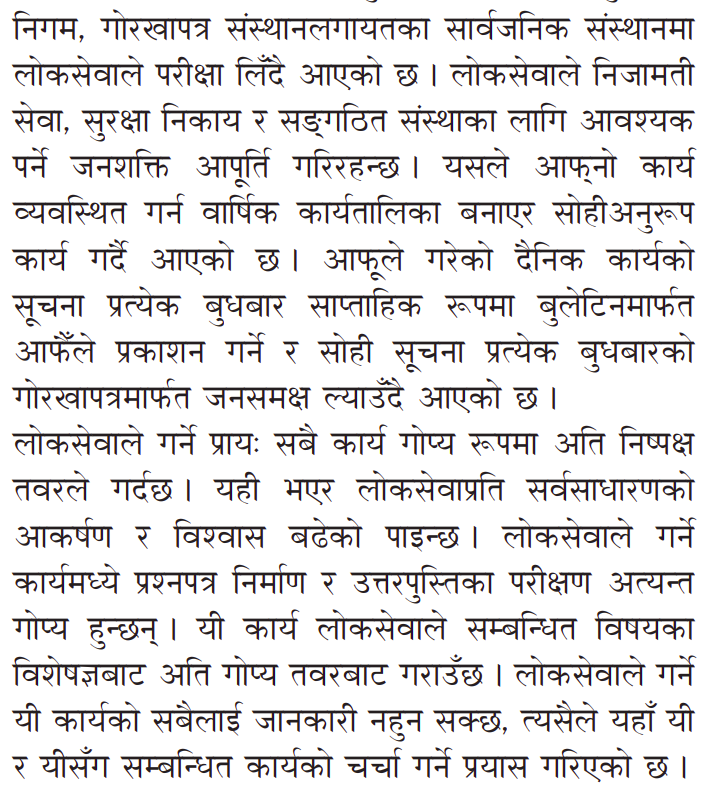 निगम, गोरखापत्र संस्थानलगायतका सार्वजनिक संस्थानमा
लोकसेवाले परीक्षा लिँदै आएको छ । लोकसेवाले निजामती
सेवा, सुरक्षा निकाय र सङ्गठित संस्थाका लागि आवश्यक
पर्ने जनशक्ति आपूर्ति गरिरहन्छ । यसले आफ्‌नो कार्य
व्यवस्थित गर्न वार्षिक कार्यतालिका बनाएर सोहीअनुरूप
कार्य गर्दै आएको छ । आफूले गरेको दैनिक कार्यको
सूचना प्रत्येक बुधबार साप्ताहिक रूपमा बुलेटिनमार्फत
आफैँले प्रकाशन गर्ने र सोही सूचना प्रत्येक बुधबारको
गोरखापत्रमार्फत जनसमक्ष ल्याउँदै आएको छ ।
लोकसेवाले गर्ने प्रायः सबै कार्य गोप्य रूपमा अति निष्पक्ष
तवरले गर्दछ । यही भएर लोकसेवाप्रति सर्वसाधारणको
आकर्षण र विश्वास बढेको पाइन्छ । लोकसेवाले गर्ने
कार्यमध्ये प्रश्नपत्र निर्माण र उत्तरपुस्तिका परीक्षण अत्यन्त
गोप्य हुन्छन् । यी कार्य लोकसेवाले सम्बन्धित विषयका
विशेषज्ञबाट अति गोप्य तवरबाट गराउँछ । लोकसेवाले गर्ने
यी कार्यको सबैलाई जानकारी नहुन सक्छ, त्यसैले यहाँ यी
र यीसँग सम्बन्धित कार्यको चर्चा गर्ने प्रयास गरिएको छ ।